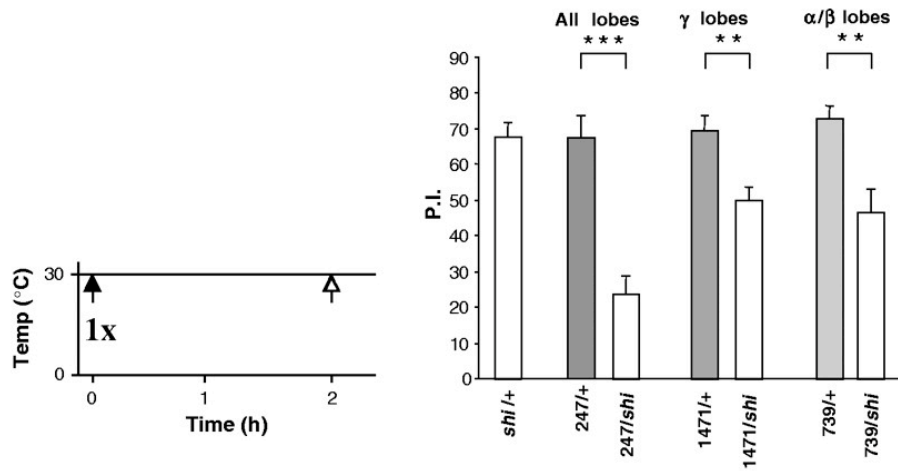 Temp (°C)
30
0
1x
0 1 2
Time (h)
All lobes γ lobes α/β lobes
*** ** **
P.I.
90
80
70
60
50
40
30
20
10
0
shi/+
247/+
247/shi
1471/+
1471/shi
739/+
739/shi